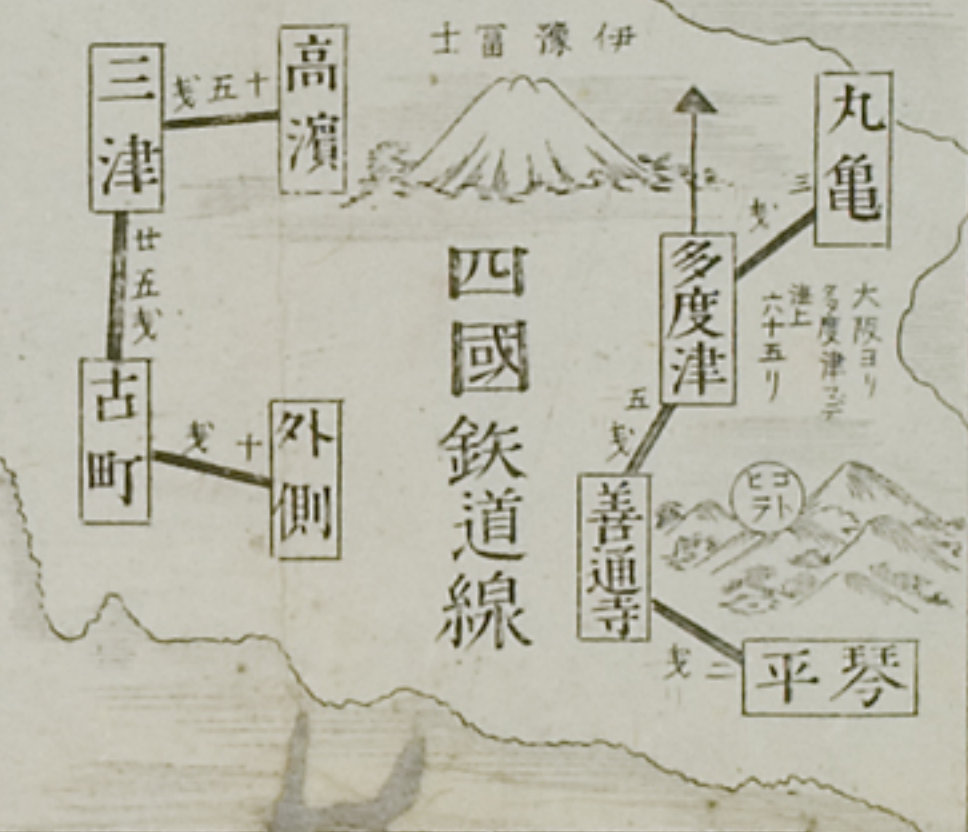 伊豫冨士
丸亀
三戋
多度津
大阪ヨリ
多度津マデ
海上
六十五リ
五戋
善通寺
コト
ヒラ
二戋
琴平
四國鉄道線
高濱
十五戋
三津
廿五戋
古町
十戋
外側